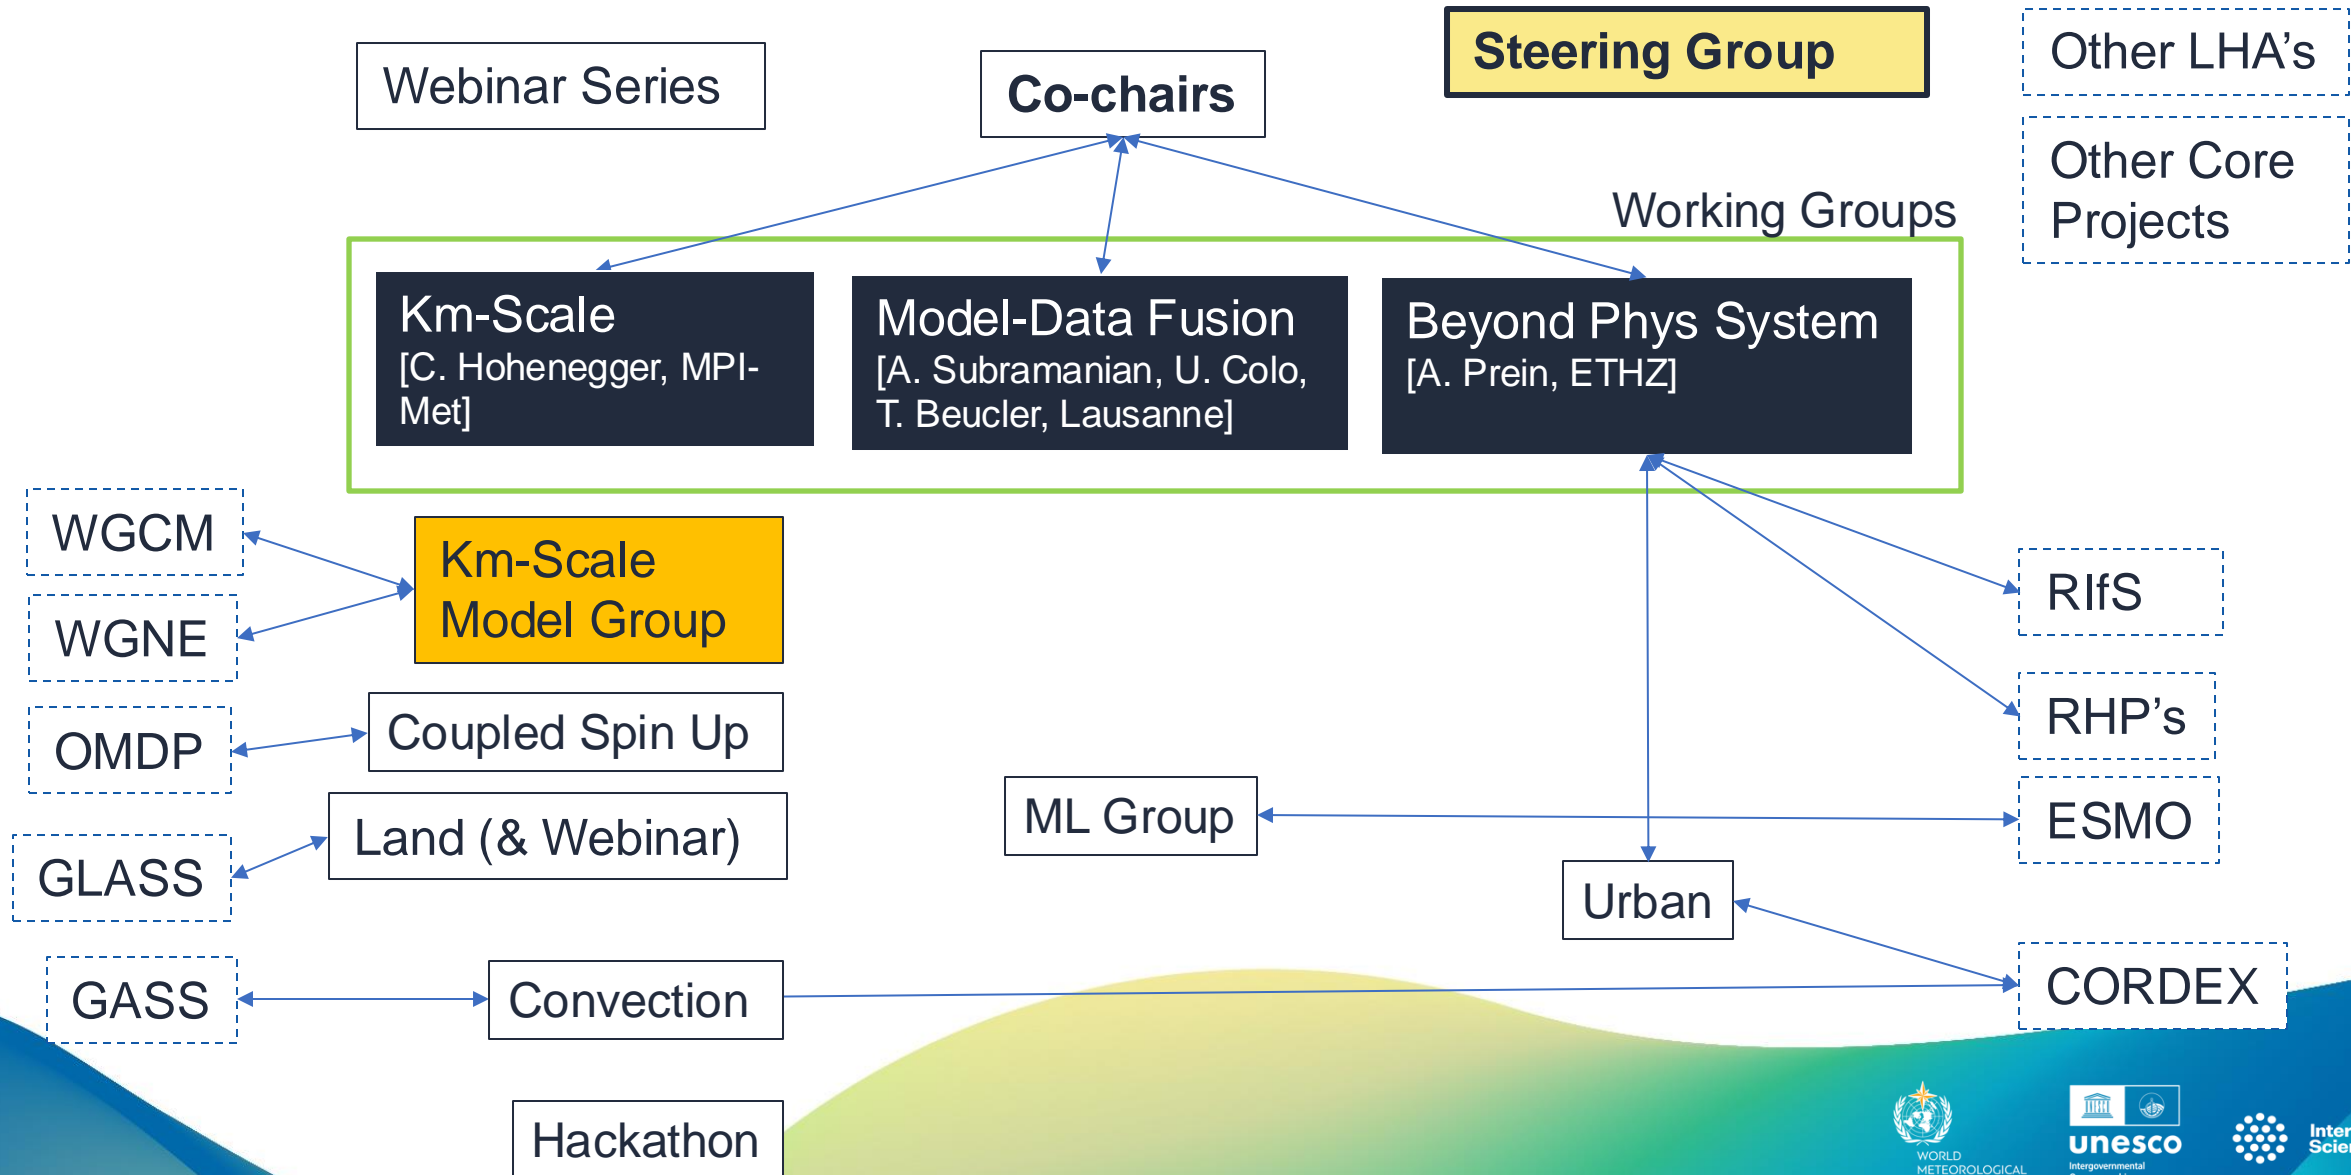 Webinar Series
Co-chairs
Steering Group
Other LHA's
Other Core
Projects
Working Groups
Km-Scale
[C. Hohenegger, MPI-
Met]
Model-Data Fusion
[A. Subramanian, U. Colo,
T. Beucler, Lausanne]
Beyond Phys System
[A. Prein, ETHZ]
WGCM
WGNE
OMDP
GLASS
GASS
Km-Scale
Model Group
Coupled Spin Up
Land (& Webinar)
Convection
Hackathon
ML Group
Urban
RIfS
RHP's
ESMO
CORDEX
WORLD
METEOROLOGICAL
unesco
Intergovernmental